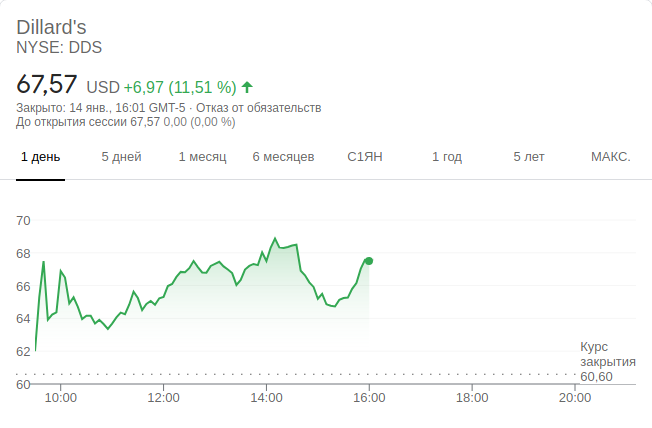 Dillard's
NYSE: DDS
67,57 USD +6,97 (11,51 %)
Закрыто: 14 янв., 16:01 GMT-5 · Отказ от обязательств
До открытия сессии 67,57 0,00 (0,00 %)
1 день 5 дней 1 месяц 6 месяцев С1ЯН 1 год 5 лет МАКС.
70
68
66
64
62
Курс
закрытия
60,60
60
10:00 12:00 14:00 16:00 18:00 20:00